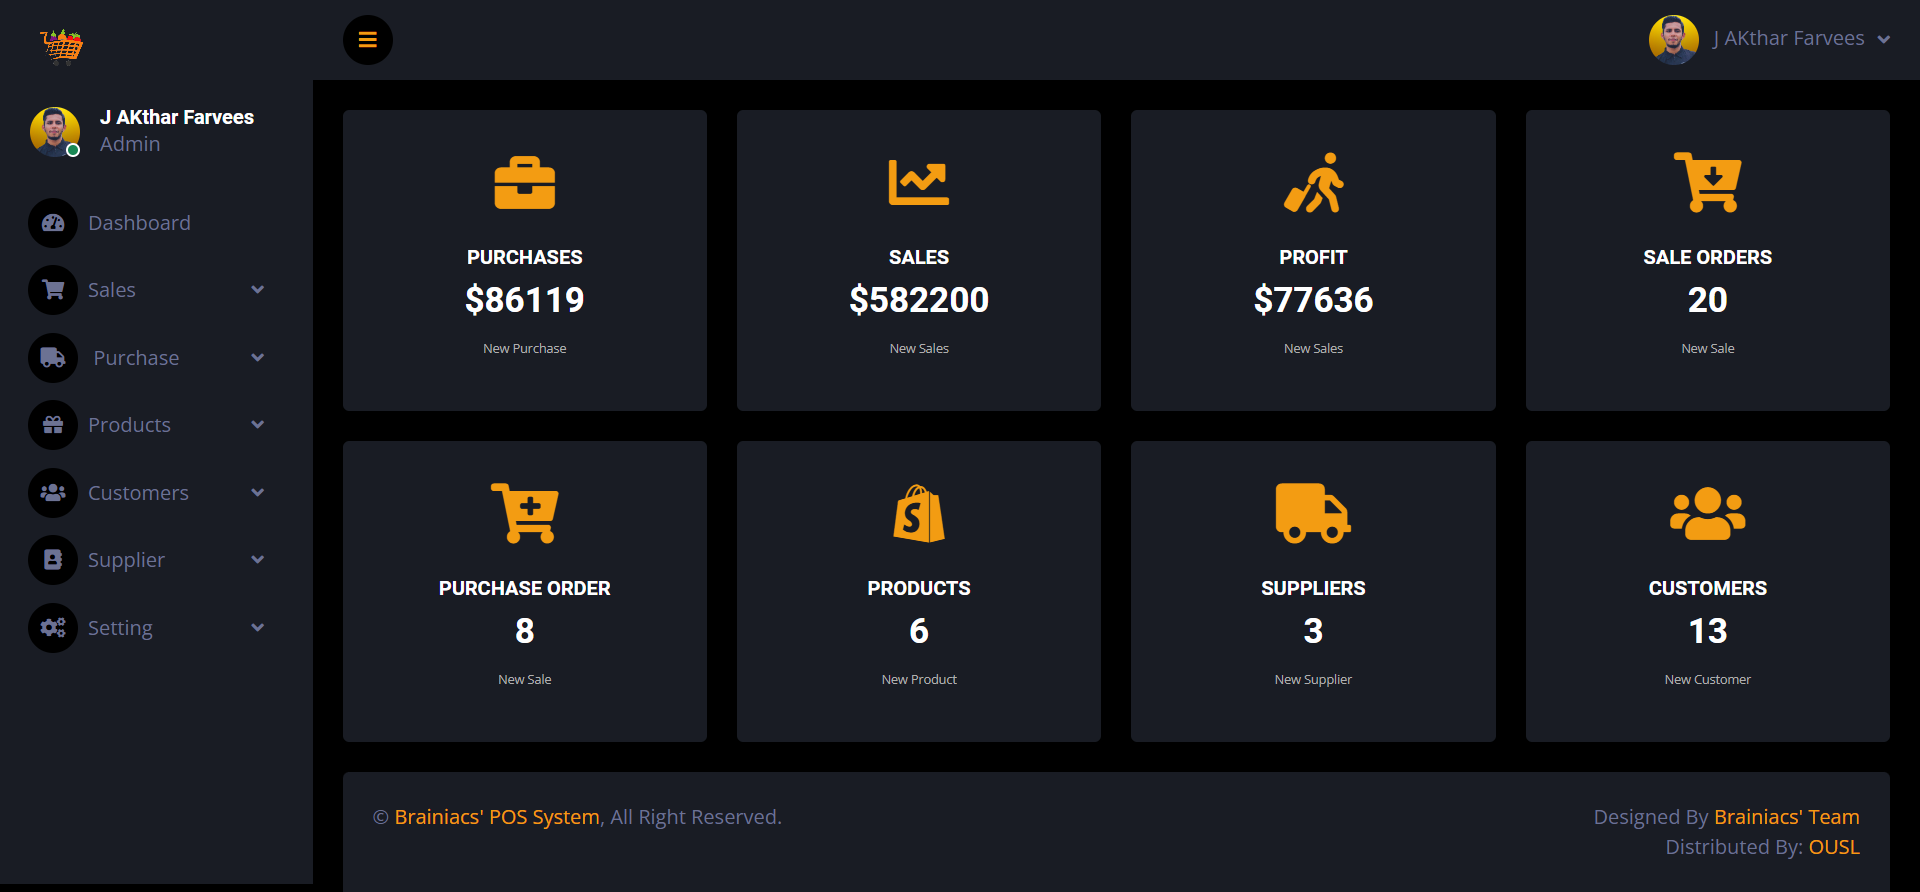 J AKthar Farvees
J AKthar Farvees
Admin
Dashboard
Sales
Purchase
Products
Customers
Supplier
Setting
PURCHASES
$86119
New Purchase
SALES
$582200
New Sales
PROFIT
$77636
New Sales
SALE ORDERS
20
New Sale
PURCHASE ORDER
8
New Sale
PRODUCTS
6
New Product
SUPPLIERS
3
New Supplier
CUSTOMERS
13
New Customer
© Brainiacs' POS System, All Right Reserved.
Designed By Brainiacs' Team
Distributed By: OUSL